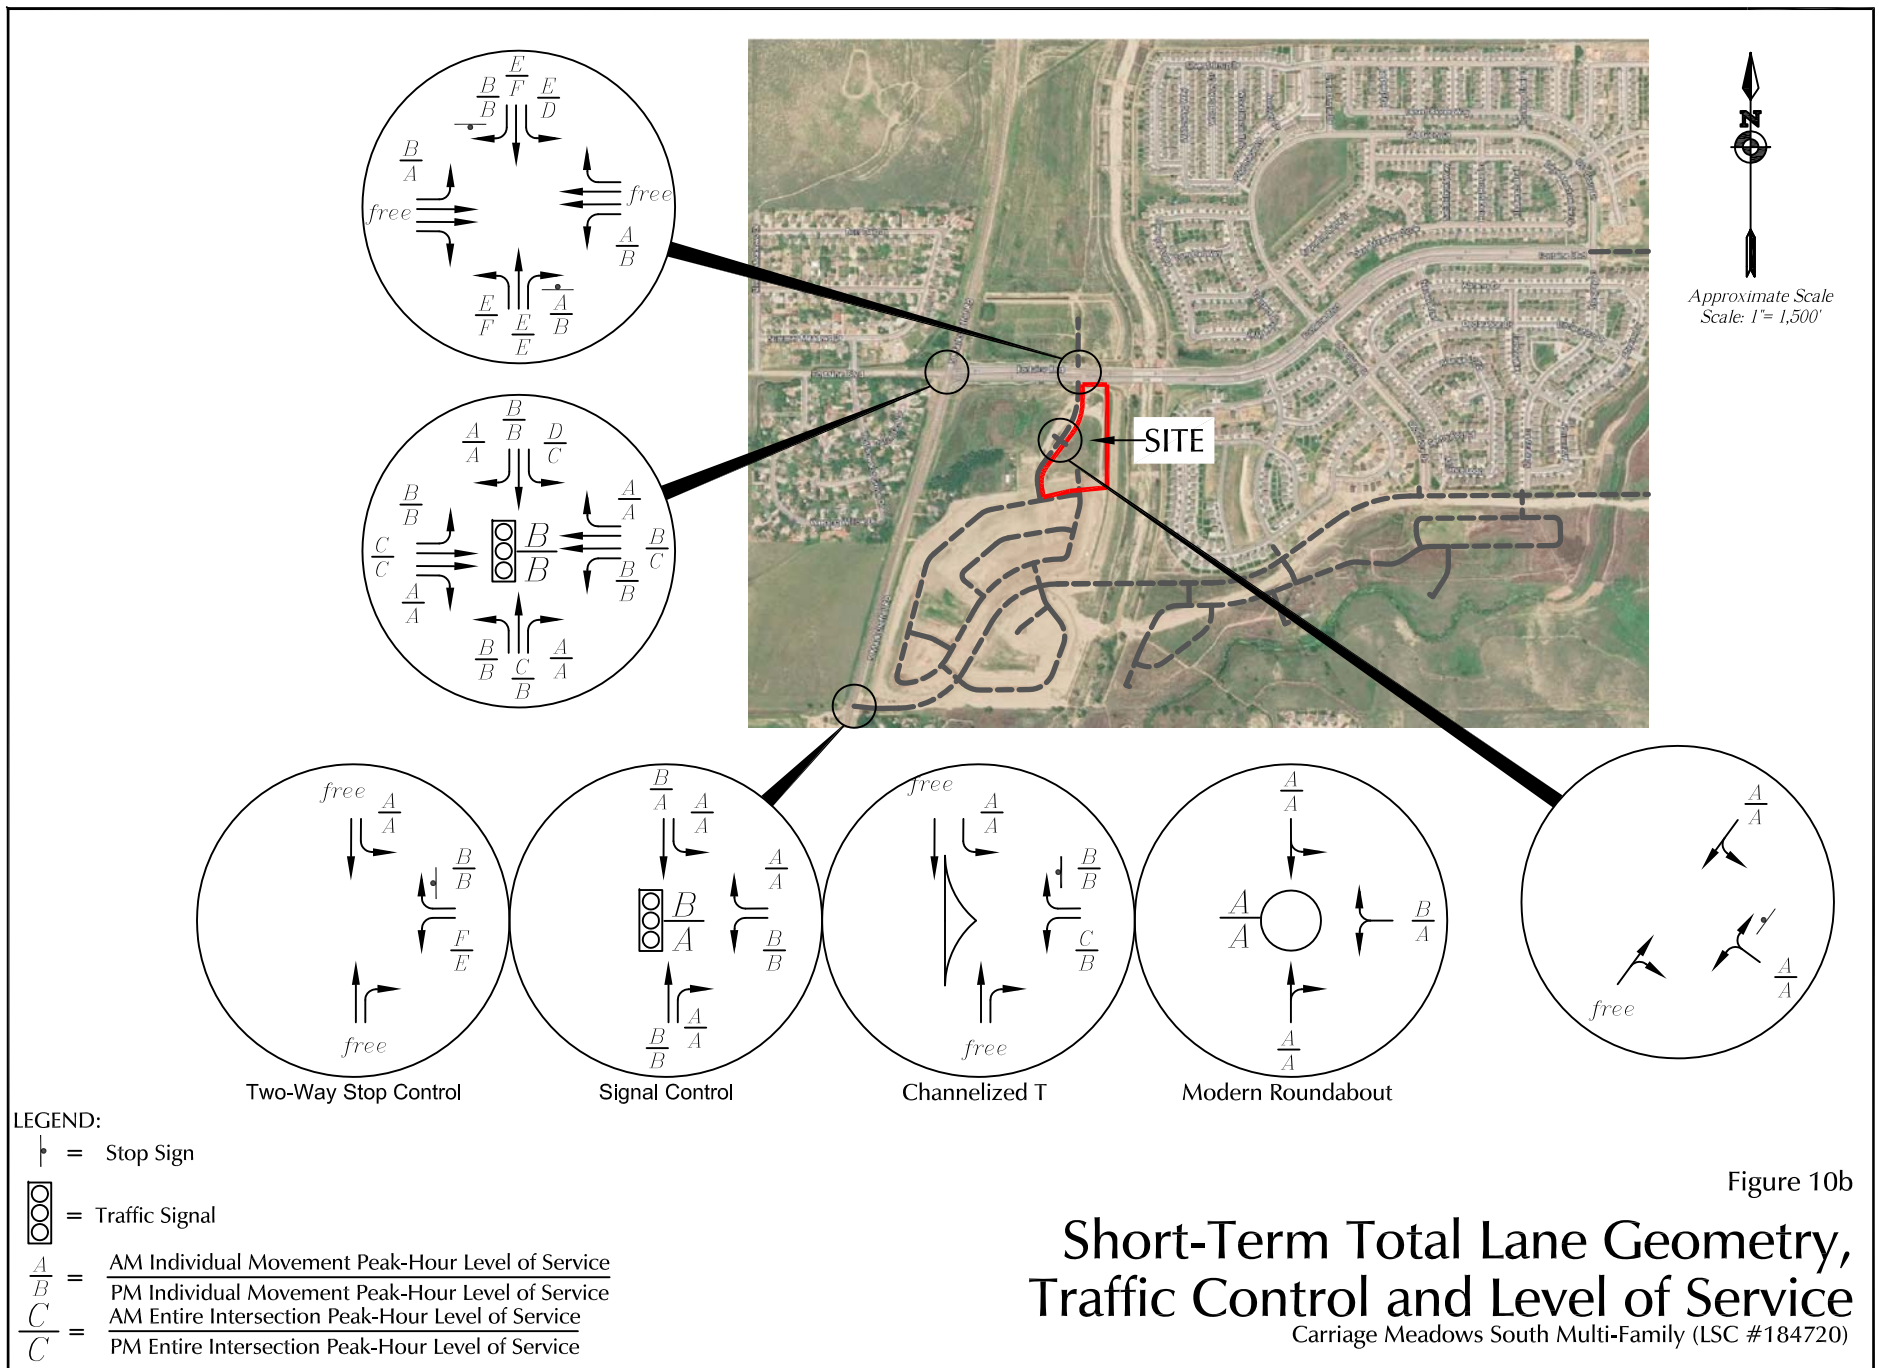 E
F
B
B
E
D
B
A
free
free
A
B
E
F
E
E
A
B
N
Approximate Scale
Scale: 1"= 1,500'
SITE
B
B
A
A
D
C
B
B
A
A
C
C
B
B
B
C
A
A
B
B
B
B
C
B
A
A
free
A
A
B
B
F
E
free
Two-Way Stop Control
B
A
A
A
A
A
B
A
B
B
A
A
B
B
Signal Control
free
A
A
B
B
C
B
free
Channelized T
A
A
A
A
B
A
A
A
Modern Roundabout
A
A
A
A
free
LEGEND:
= Stop Sign
= Traffic Signal
A
B
=
AM Individual Movement Peak-Hour Level of Service
PM Individual Movement Peak-Hour Level of Service
C
C
=
AM Entire Intersection Peak-Hour Level of Service
PM Entire Intersection Peak-Hour Level of Service
Figure 10b
Short-Term Total Lane Geometry,
Traffic Control and Level of Service
Carriage Meadows South Multi-Family (LSC #184720)